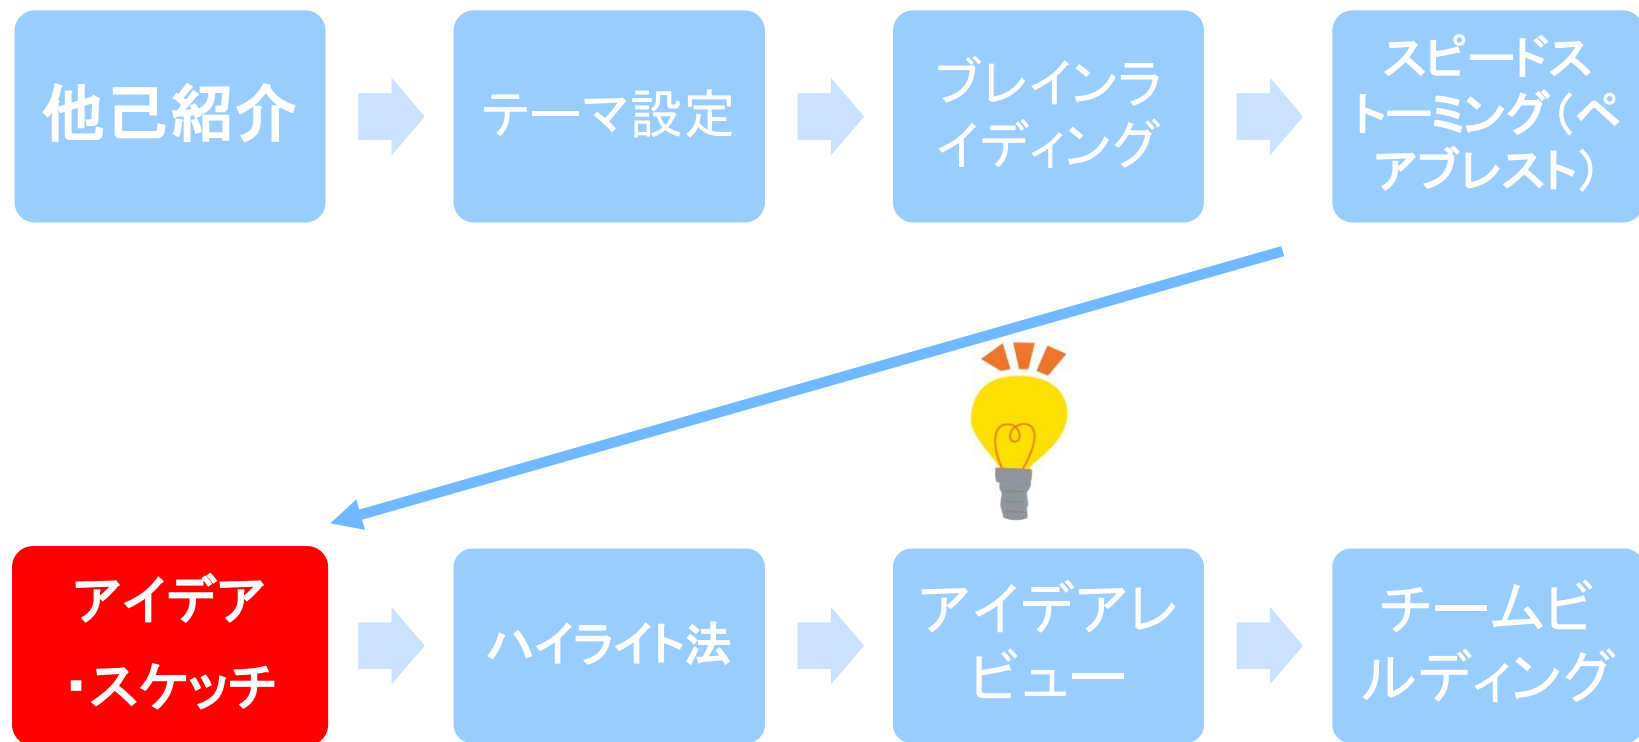 他己紹介
テーマ設定
ブレインラ
イディング
スピードス
トーミング（ペ
アブレスト）
アイデア
・スケッチ
ハイライト法
アイデアレ
ビュー
チームビ
ルディング